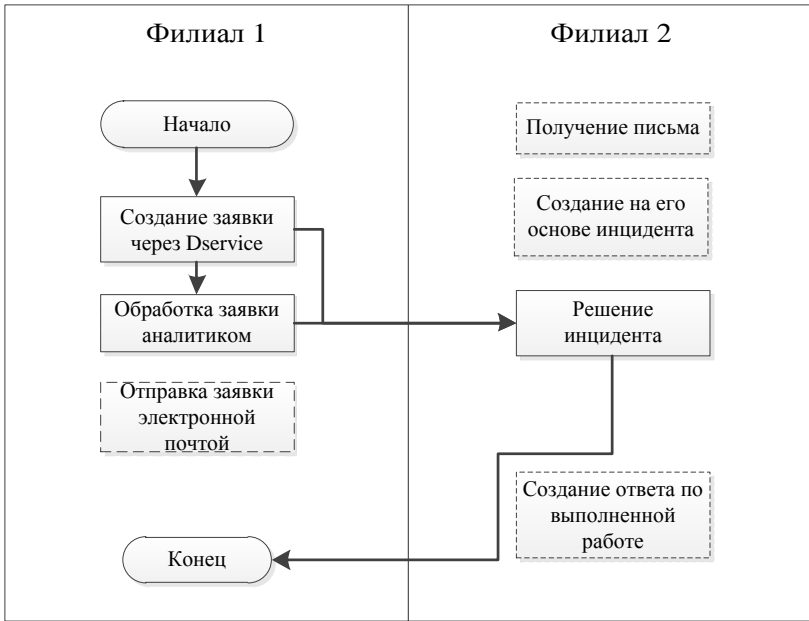 Филиал 1
Филиал 2
Начало
Создание заявки
через Dservice
Обработка заявки
аналитиком
Отправка заявки
электронной
почтой
Конец
Получение письма
Создание на его
основе инцидента
Решение
инцидента
Создание ответа по
выполненной
работе